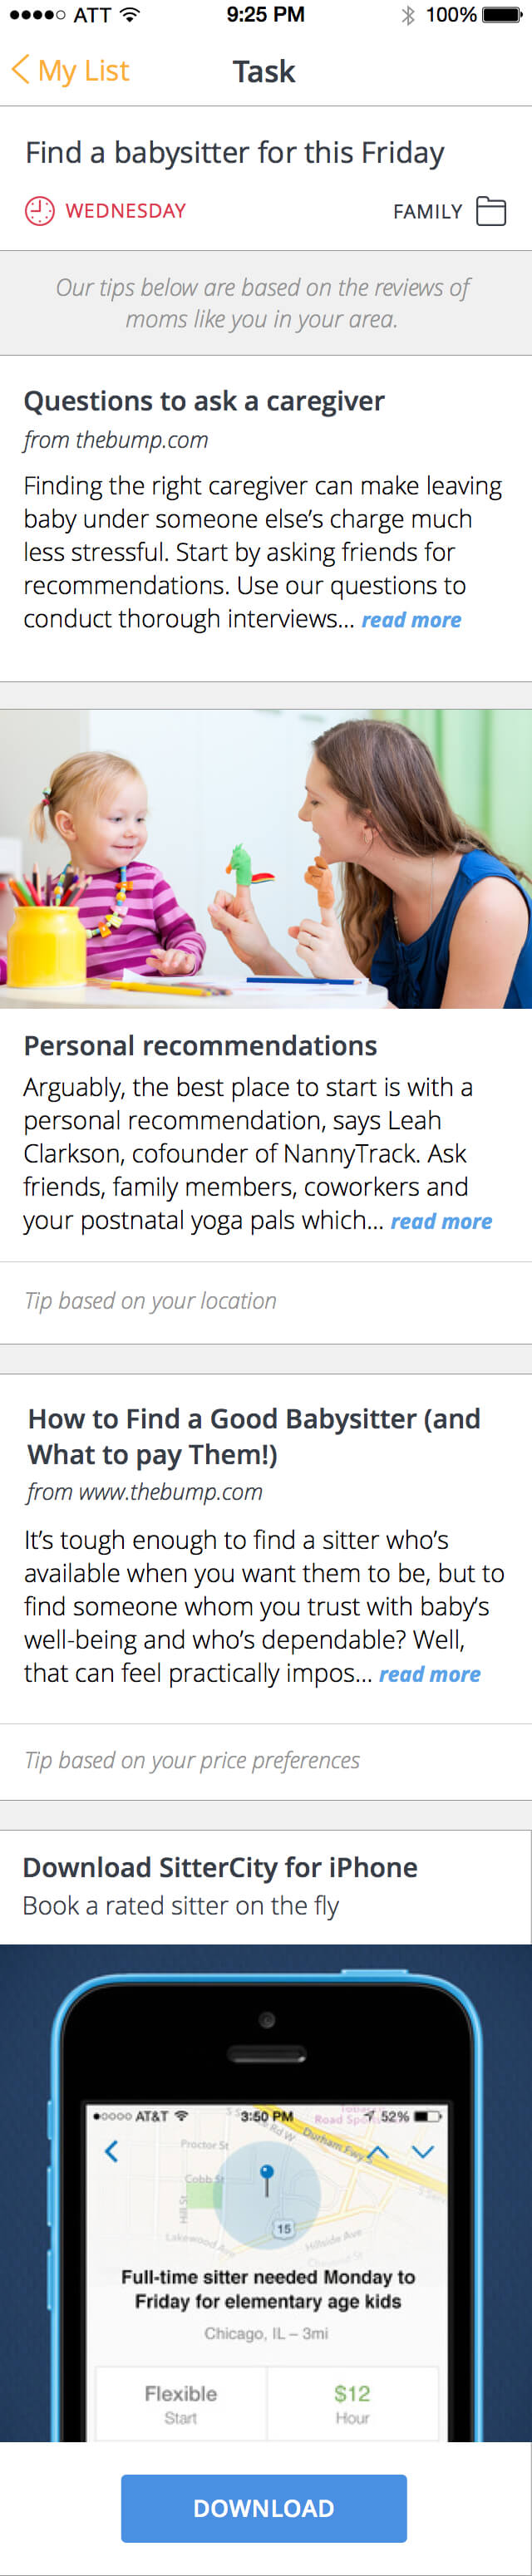 ATT 9:25 PM 100%
My List Task
Find a babysitter for this Friday
WEDNESDAY FAMILY
Our tips below are based on the reviews of
moms like you in your area.
Questions to ask a caregiver
from thebump.com
Finding the right caregiver can make leaving
baby under someone else’s charge much
less stressful. Start by asking friends for
recommendations. Use our questions to
conduct thorough interviews... read more
Personal recommendations
Arguably, the best place to start is with a
personal recommendation, says Leah
Clarkson, cofounder of NannyTrack. Ask
friends, family members, coworkers and
your postnatal yoga pals which... read more
Tip based on your location
How to Find a Good Babysitter (and
What to pay Them!)
from www.thebump.com
It’s tough enough to find a sitter who’s
available when you want them to be, but to
find someone whom you trust with baby’s
well-being and who’s dependable? Well,
that can feel practically impos... read more
Tip based on your price preferences
Download SitterCity for iPhone
Book a rated sitter on the fly
AT&T 3:50 PM 52%
Road
Rd W
Durham Fwy
Proctor St
Cobb St
Hill St
15
Lakewood Ave
Hillside Ave
Full-time sitter needed Monday to
Friday for elementary age kids
Chicago, IL – 3mi
Flexible $12
Start Hour
DOWNLOAD